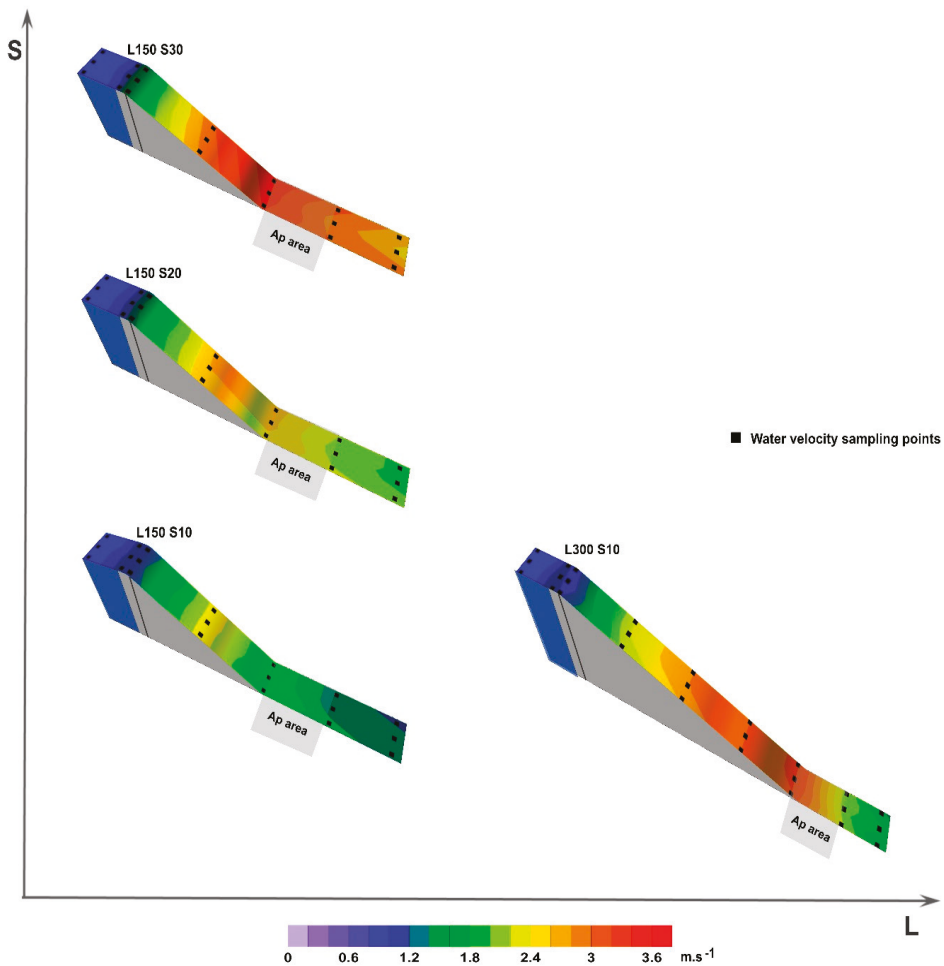 S
L150 S30
Ap area
L150 S20
Ap area
■ Water velocity sampling points
L150 S10
L300 S10
Ap area
Ap area
L
0 0.6 1.2 1.8 2.4 3 3.6 m.s⁻¹